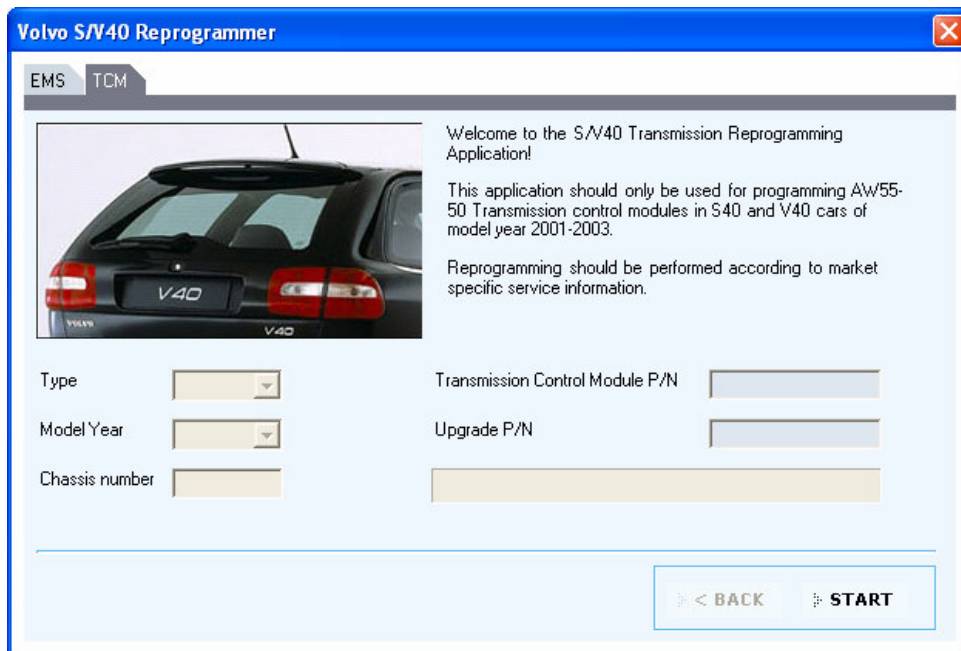 Volvo S/V40 Reprogrammer
EMS
TCM
Welcome to the S/V40 Transmission Reprogramming
Application!
This application should only be used for programming AW55-
50 Transmission control modules in S40 and V40 cars of
model year 2001-2003.
Reprogramming should be performed according to market
specific service information.
V40
VOLVO
V40
Type
Transmission Control Module P/N
Model Year
Upgrade P/N
Chassis number
< BACK
START